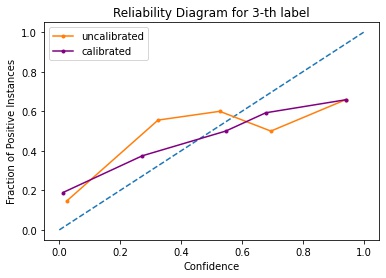 Reliability Diagram for 3-th label
uncalibrated
calibrated
Fraction of Positive Instances
1.0
0.8
0.6
0.4
0.2
0.0
0.0 0.2 0.4 0.6 0.8 1.0
Confidence